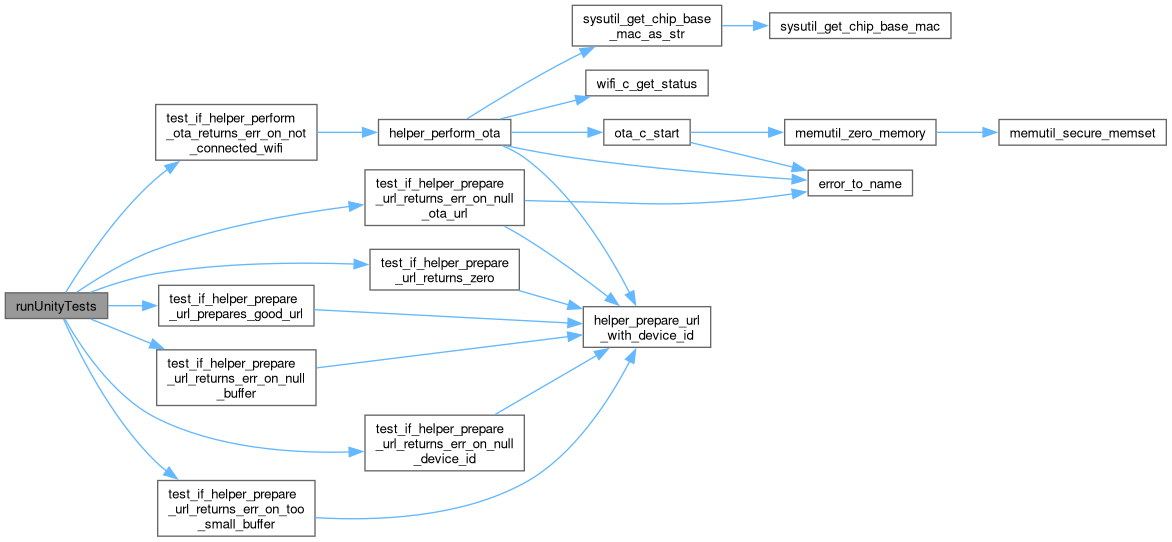 sysutil_get_chip_base
_mac_as_str
sysutil_get_chip_base_mac
wifi_c_get_status
test_if_helper_perform
_ota_returns_err_on_not
_connected_wifi
helper_perform_ota
ota_c_start
memutil_zero_memory
memutil_secure_memset
error_to_name
test_if_helper_prepare
_url_returns_err_on_null
_ota_url
test_if_helper_prepare
_url_returns_zero
runUnityTests
test_if_helper_prepare
_url_prepares_good_url
helper_prepare_url
_with_device_id
test_if_helper_prepare
_url_returns_err_on_null
_buffer
test_if_helper_prepare
_url_returns_err_on_null
_device_id
test_if_helper_prepare
_url_returns_err_on_too
_small_buffer